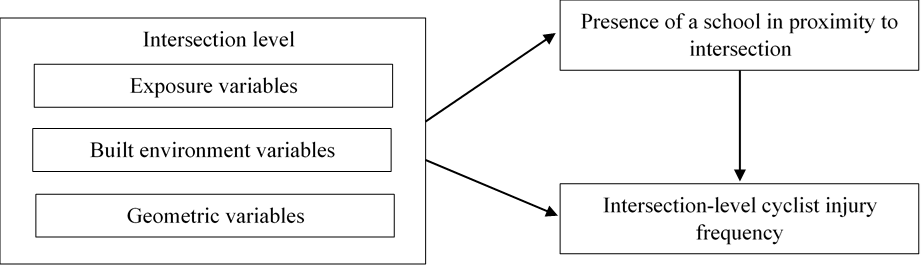 Intersection level
Exposure variables
Built environment variables
Geometric variables
Presence of a school in proximity to
intersection
Intersection-level cyclist injury
frequency